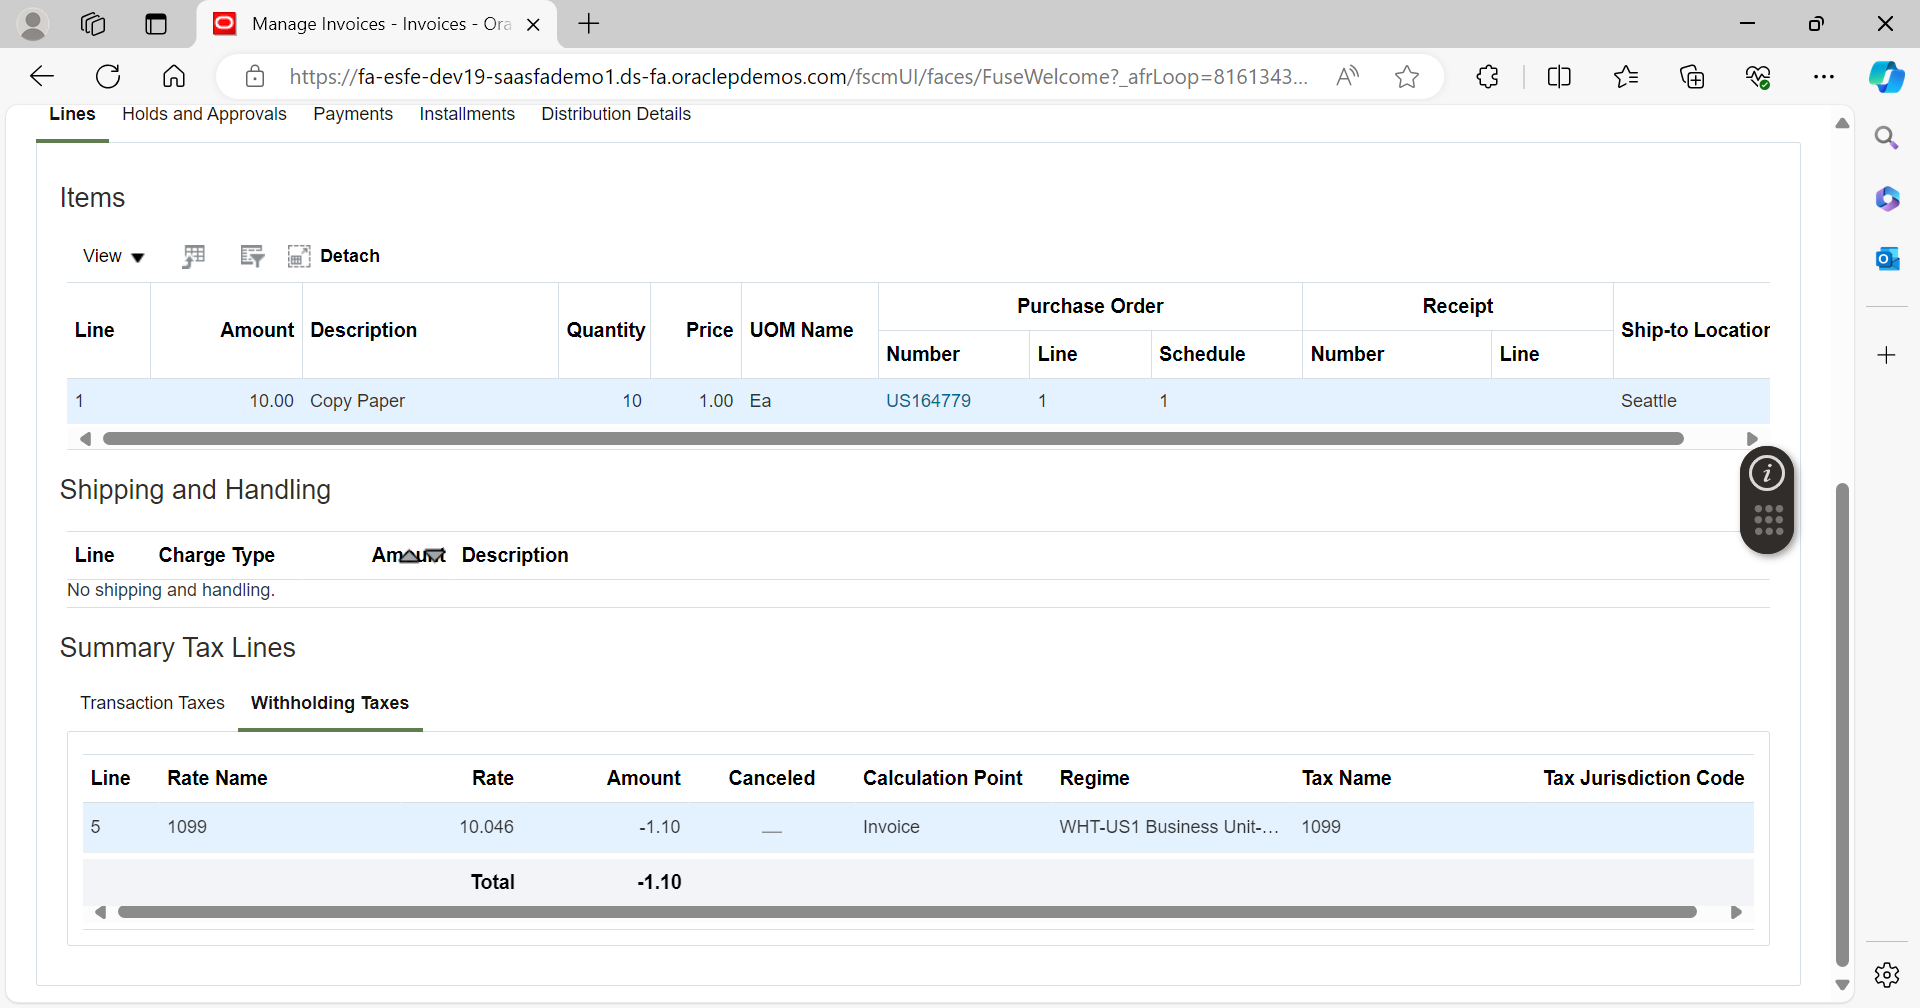 Manage Invoices - Invoices - Ora
https://fa-esfe-dev19-saasfademo1.ds-fa.oraclepdemos.com/fscmUI/faces/FuseWelcome?_afrLoop=8161343...
Lines Holds and Approvals Payments Installments Distribution Details
Items
View Detach
Purchase Order Receipt
Line Amount Description Quantity Price UOM Name Ship-to Location
Number Line Schedule Number Line
1 10.00 Copy Paper 10 1.00 Ea US164779 1 1 Seattle
Shipping and Handling
Line Charge Type Amount Description
No shipping and handling.
Summary Tax Lines
Transaction Taxes Withholding Taxes
Line Rate Name Rate Amount Canceled Calculation Point Regime Tax Name Tax Jurisdiction Code
5 1099 10.046 -1.10 — Invoice WHT-US1 Business Unit-... 1099
Total -1.10